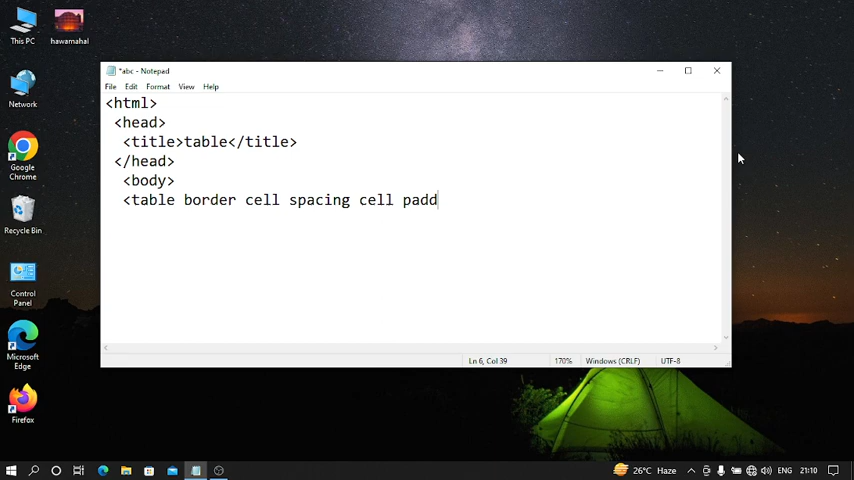 This PC
hawamahal
Network
Google
Chrome
Recycle Bin
Control
Panel
Microsoft
Edge
Firefox
*abc - Notepad
File Edit Format View Help
<html>
<head>
<title>table</title>
</head>
<body>
<table border cell spacing cell padd
Ln 6, Col 39 170% Windows (CRLF) UTF-8
26°C Haze ENG 21:10